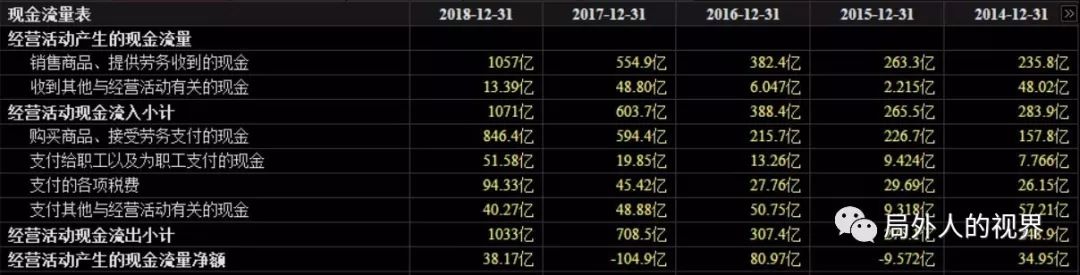 现金流量表 2018-12-31 2017-12-31 2016-12-31 2015-12-31 2014-12-31 >>
经营活动产生的现金流量
销售商品、提供劳务收到的现金 1057亿 554.9亿 382.4亿 263.3亿 235.8亿
收到其他与经营活动有关的现金 13.39亿 48.80亿 6.047亿 2.215亿 48.02亿
经营活动现金流入小计 1071亿 603.7亿 388.4亿 265.5亿 283.9亿
购买商品、接受劳务支付的现金 846.4亿 594.4亿 215.7亿 226.7亿 157.8亿
支付给职工以及为职工支付的现金 51.58亿 19.85亿 13.26亿 9.424亿 7.766亿
支付的各项税费 94.33亿 45.42亿 27.76亿 29.69亿 26.15亿
支付其他与经营活动有关的现金 40.27亿 48.88亿 50.75亿 9.318亿 57.21亿
局外人的视界
经营活动现金流出小计 1033亿 708.5亿 307.4亿
经营活动产生的现金流量净额 38.17亿 -104.9亿 80.97亿 -9.572亿 34.95亿